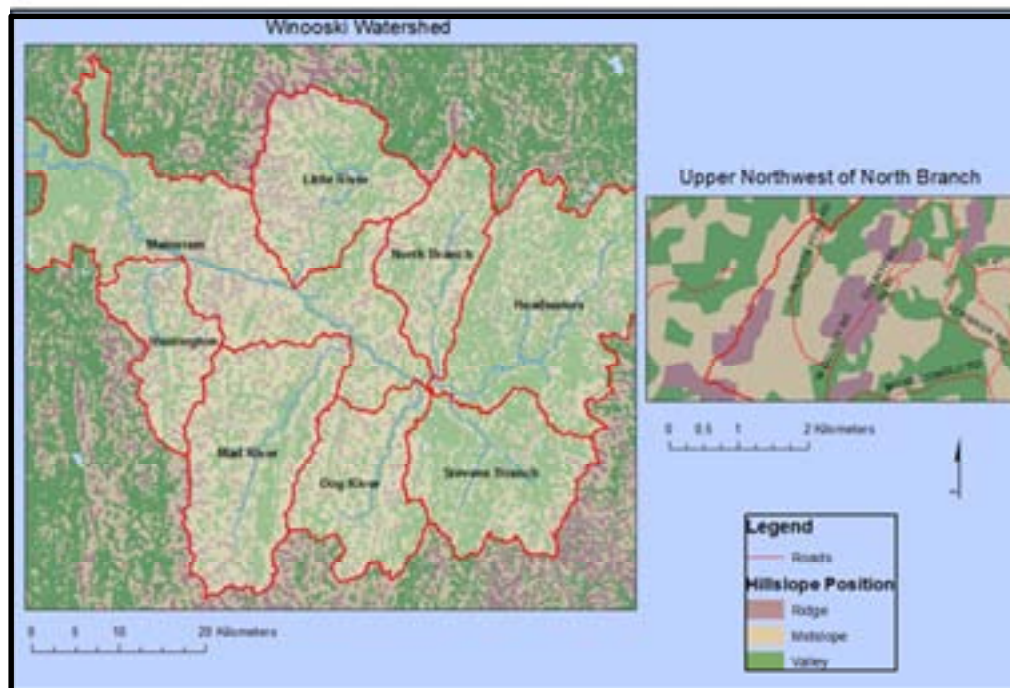 Winooski Watershed
Little River
Mainstem
North Branch
Headwaters
Huntington
Mad River
Dog River
Stevens Branch
0 5 10 20 Kilometers
Upper Northwest of North Branch
0 0.5 1 2 Kilometers
Legend
Roads
Hillslope Position
Ridge
Midslope
Valley